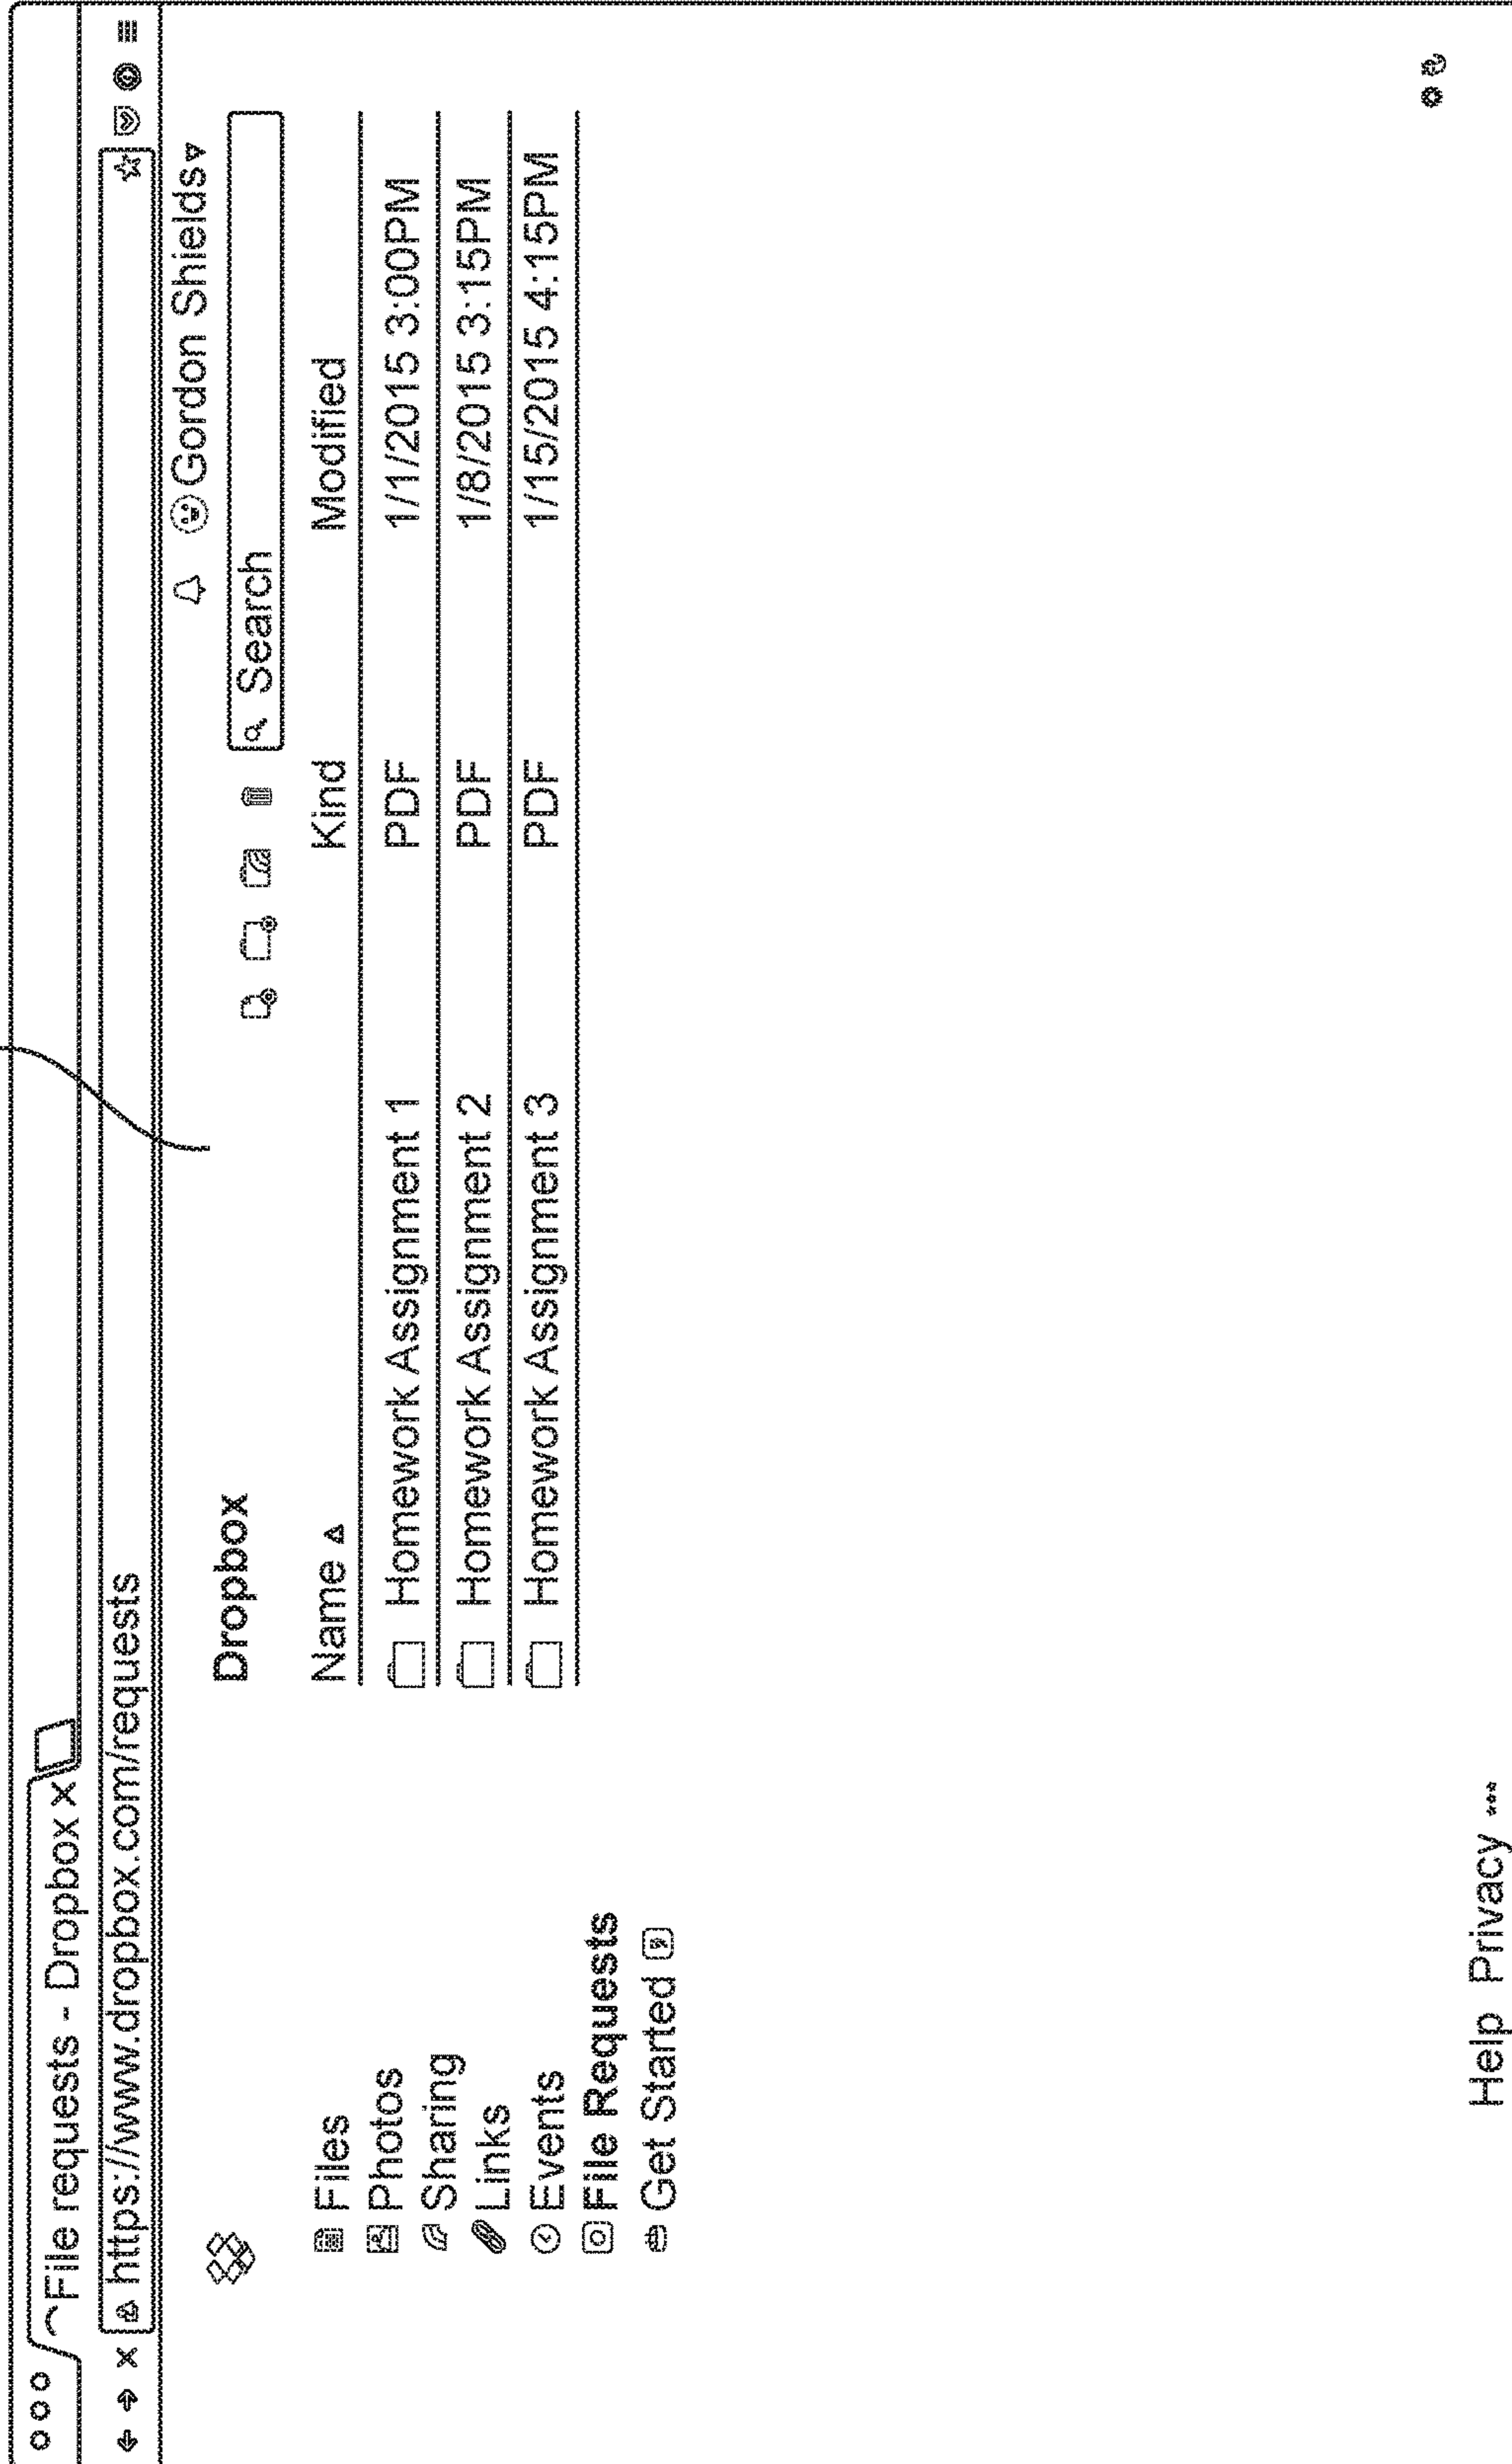 File requests - Dropbox X
https://www.dropbox.com/requests
Gordon Shields
Dropbox
Search
Name Kind Modified
Homework Assignment 1 PDF 1/1/2015 3:00PM
Homework Assignment 2 PDF 1/8/2015 3:15PM
Homework Assignment 3 PDF 1/15/2015 4:15PM
Files
Photos
Sharing
Links
Events
File Requests
Get Started
Help Privacy